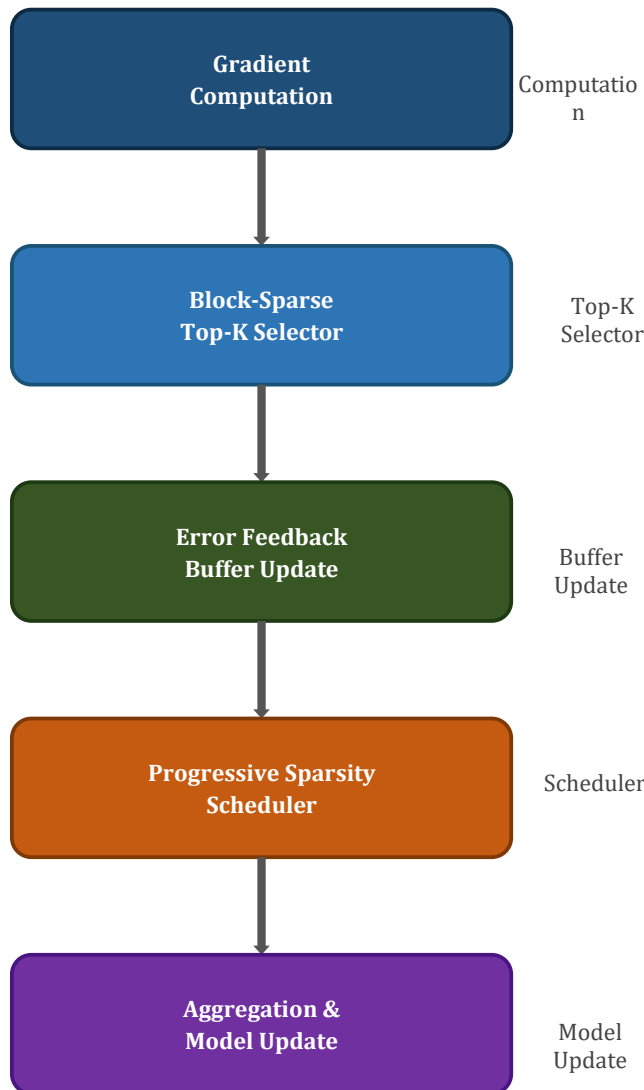 Gradient
Computation
Computatio
n
Block-Sparse
Top-K Selector
Top-K
Selector
Error Feedback
Buffer Update
Buffer
Update
Progressive Sparsity
Scheduler
Scheduler
Aggregation &
Model Update
Model
Update